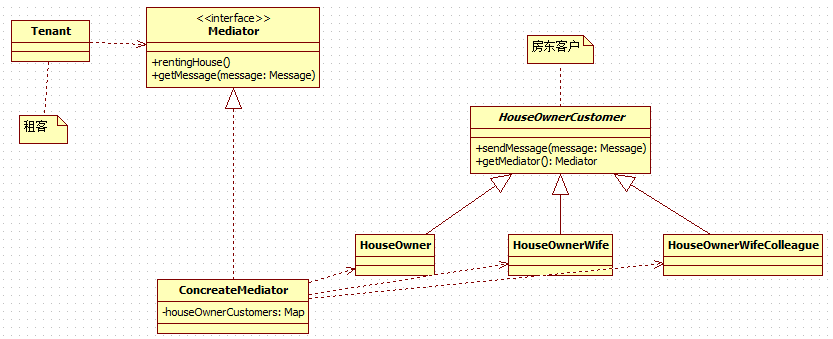 Tenant
<<interface>>
Mediator
+rentingHouse()
+getMessage(message: Message)
租客
房东客户
HouseOwnerCustomer
+sendMessage(message: Message)
+getMediator(): Mediator
HouseOwner
HouseOwnerWife
HouseOwnerWifeColleague
ConcreateMediator
-houseOwnerCustomers: Map